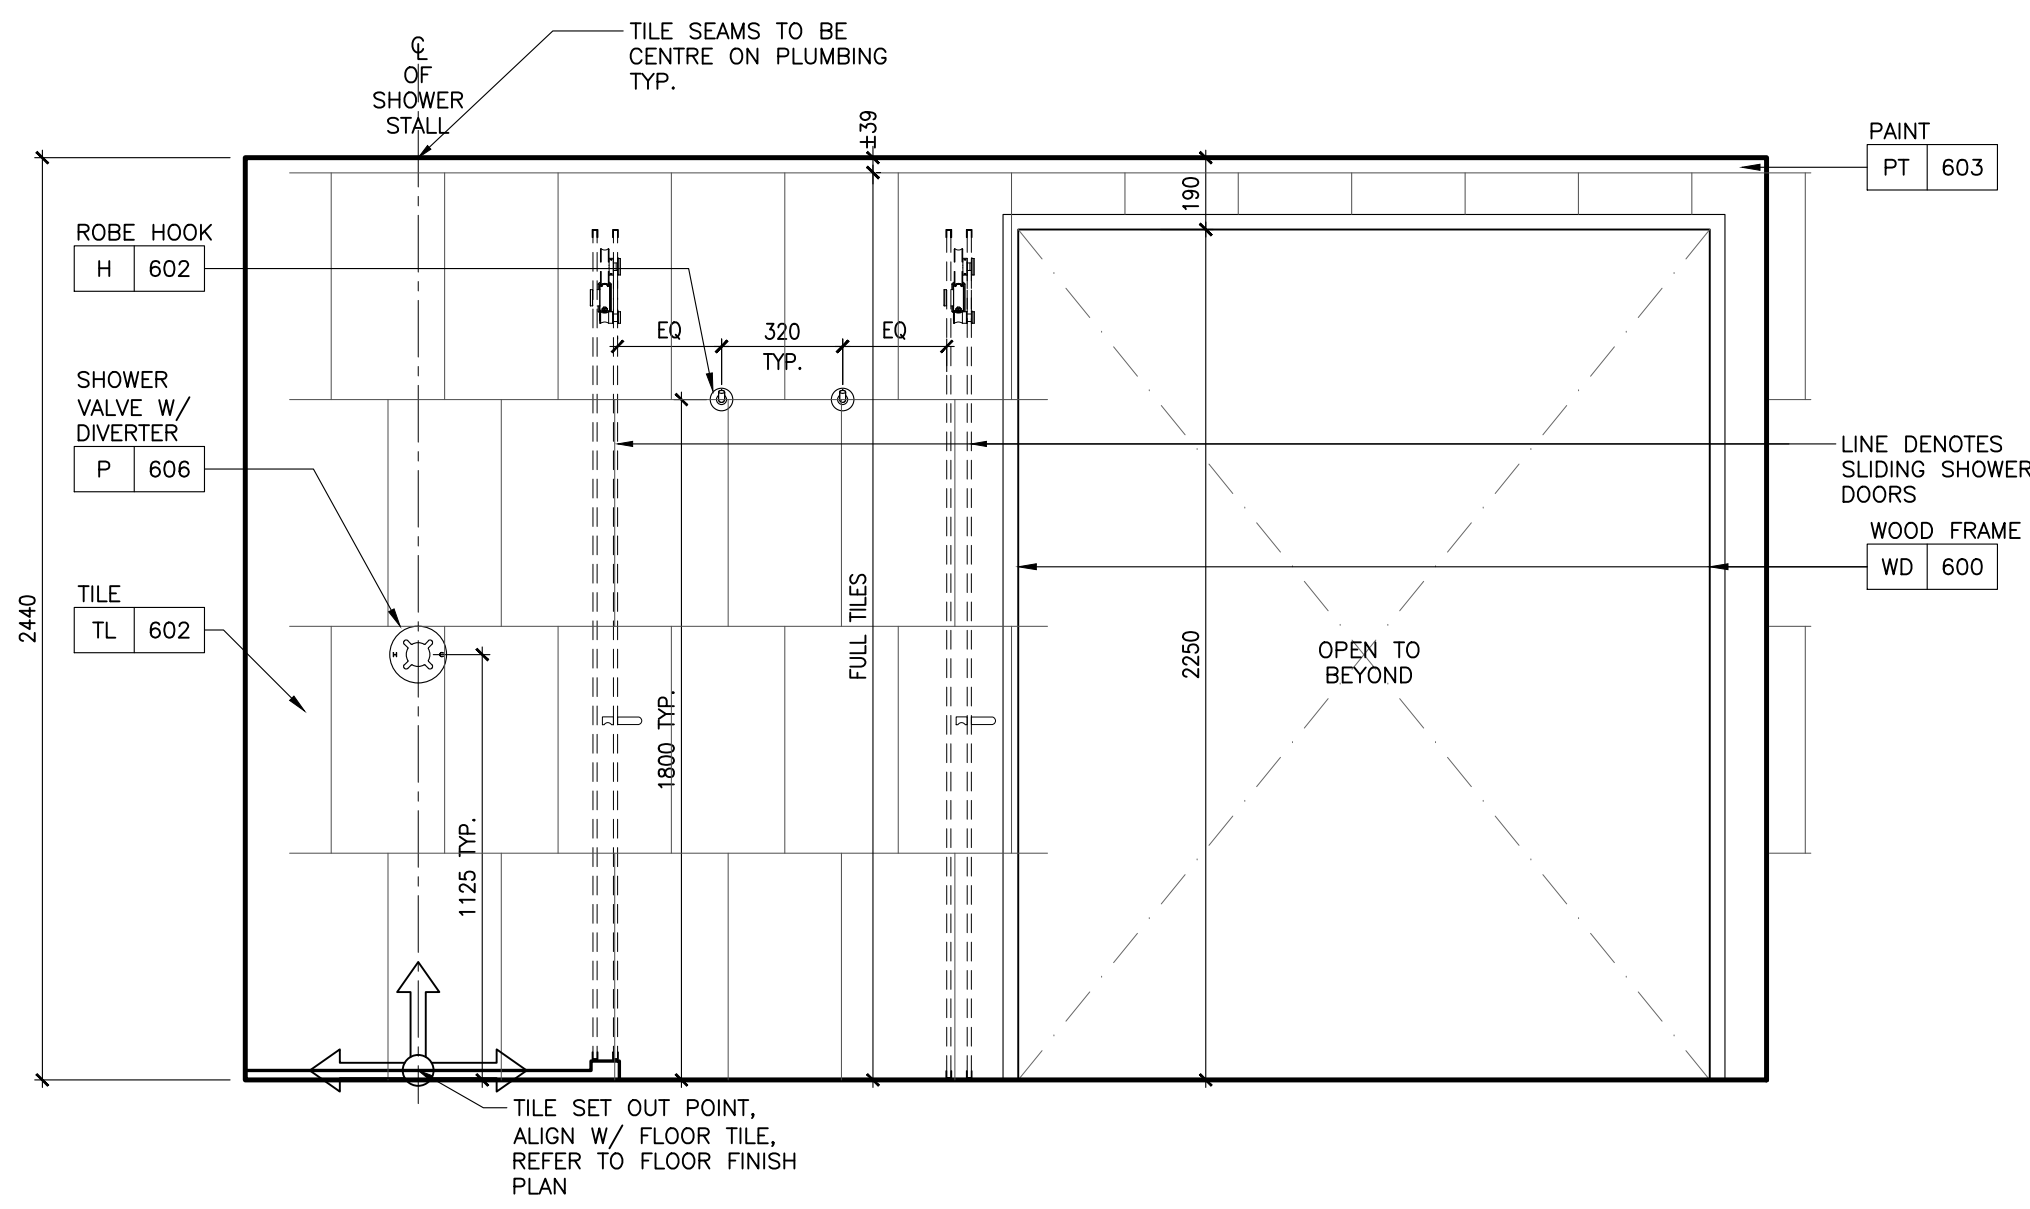 TILE SEAMS TO BE
CENTRE ON PLUMBING
TYP.
℄
OF
SHOWER
STALL
±39
PAINT
PT 603
190
ROBE HOOK
H 602
EQ 320 EQ
TYP.
SHOWER
VALVE W/
DIVERTER
P 606
LINE DENOTES
SLIDING SHOWER
DOORS
WOOD FRAME
WD 600
TILE
TL 602
2440
H C
FULL TILES
2250
OPEN TO
BEYOND
1800 TYP.
1125 TYP.
TILE SET OUT POINT,
ALIGN W/ FLOOR TILE,
REFER TO FLOOR FINISH
PLAN